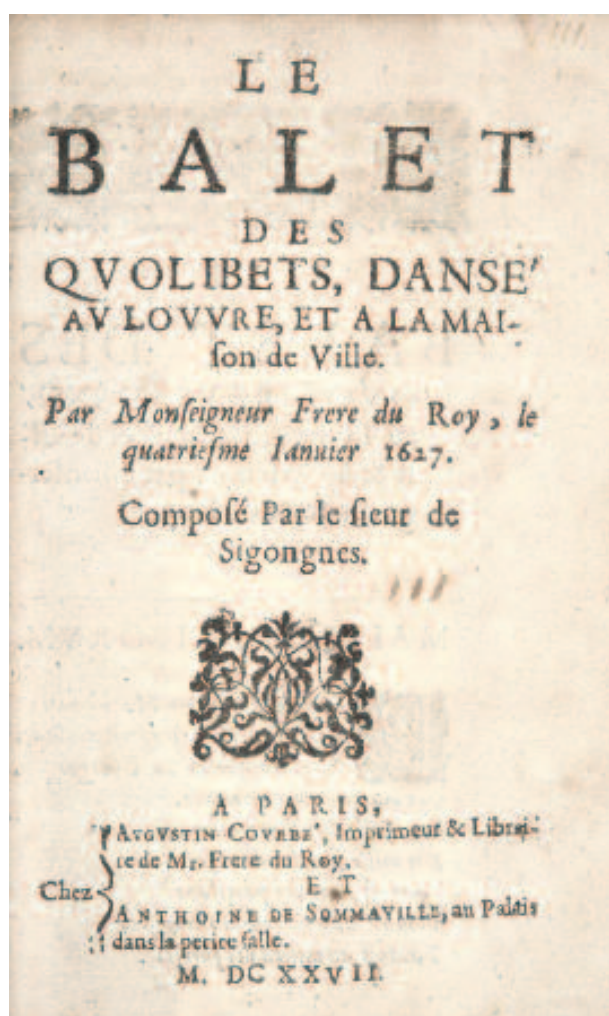 LE
BALET
DES
QVOLIBETS, DANSE'
AV LOVVRE, ET A LA MAI-
ſon de Ville.
Par Monſeigneur Frere du Roy, le
quatrieſme Ianuier 1627.
Compoſé Par le ſieur de
Sigongnes.
A PARIS,
AVGVSTIN COVRBE', Imprimeur & Librai-
re de Mr. Frere du Roy.
Chez
ET
ANTHOINE DE SOMMAVILLE, au Palais
dans la petite ſalle.
M. DC XXVII.